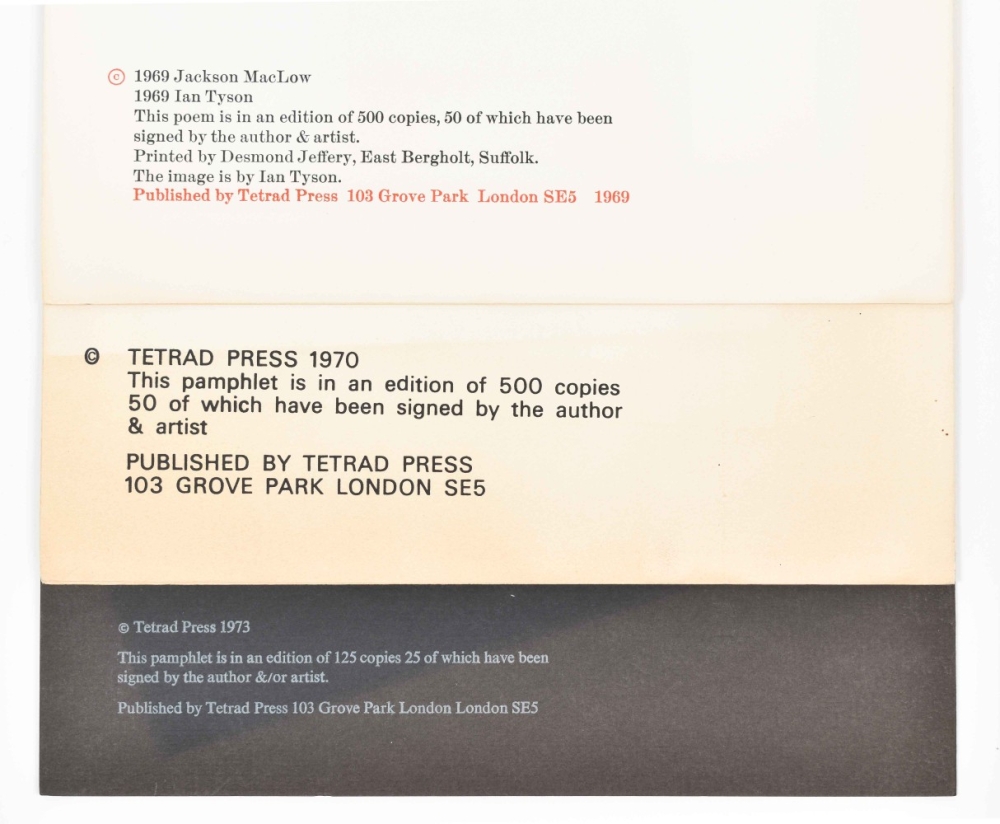 © 1969 Jackson MacLow
1969 Ian Tyson
This poem is in an edition of 500 copies, 50 of which have been
signed by the author & artist.
Printed by Desmond Jeffery, East Bergholt, Suffolk.
The image is by Ian Tyson.
Published by Tetrad Press 103 Grove Park London SE5 1969
© TETRAD PRESS 1970
This pamphlet is in an edition of 500 copies
50 of which have been signed by the author
& artist
PUBLISHED BY TETRAD PRESS
103 GROVE PARK LONDON SE5
© Tetrad Press 1973
This pamphlet is in an edition of 125 copies 25 of which have been
signed by the author &/or artist.
Published by Tetrad Press 103 Grove Park London London SE5